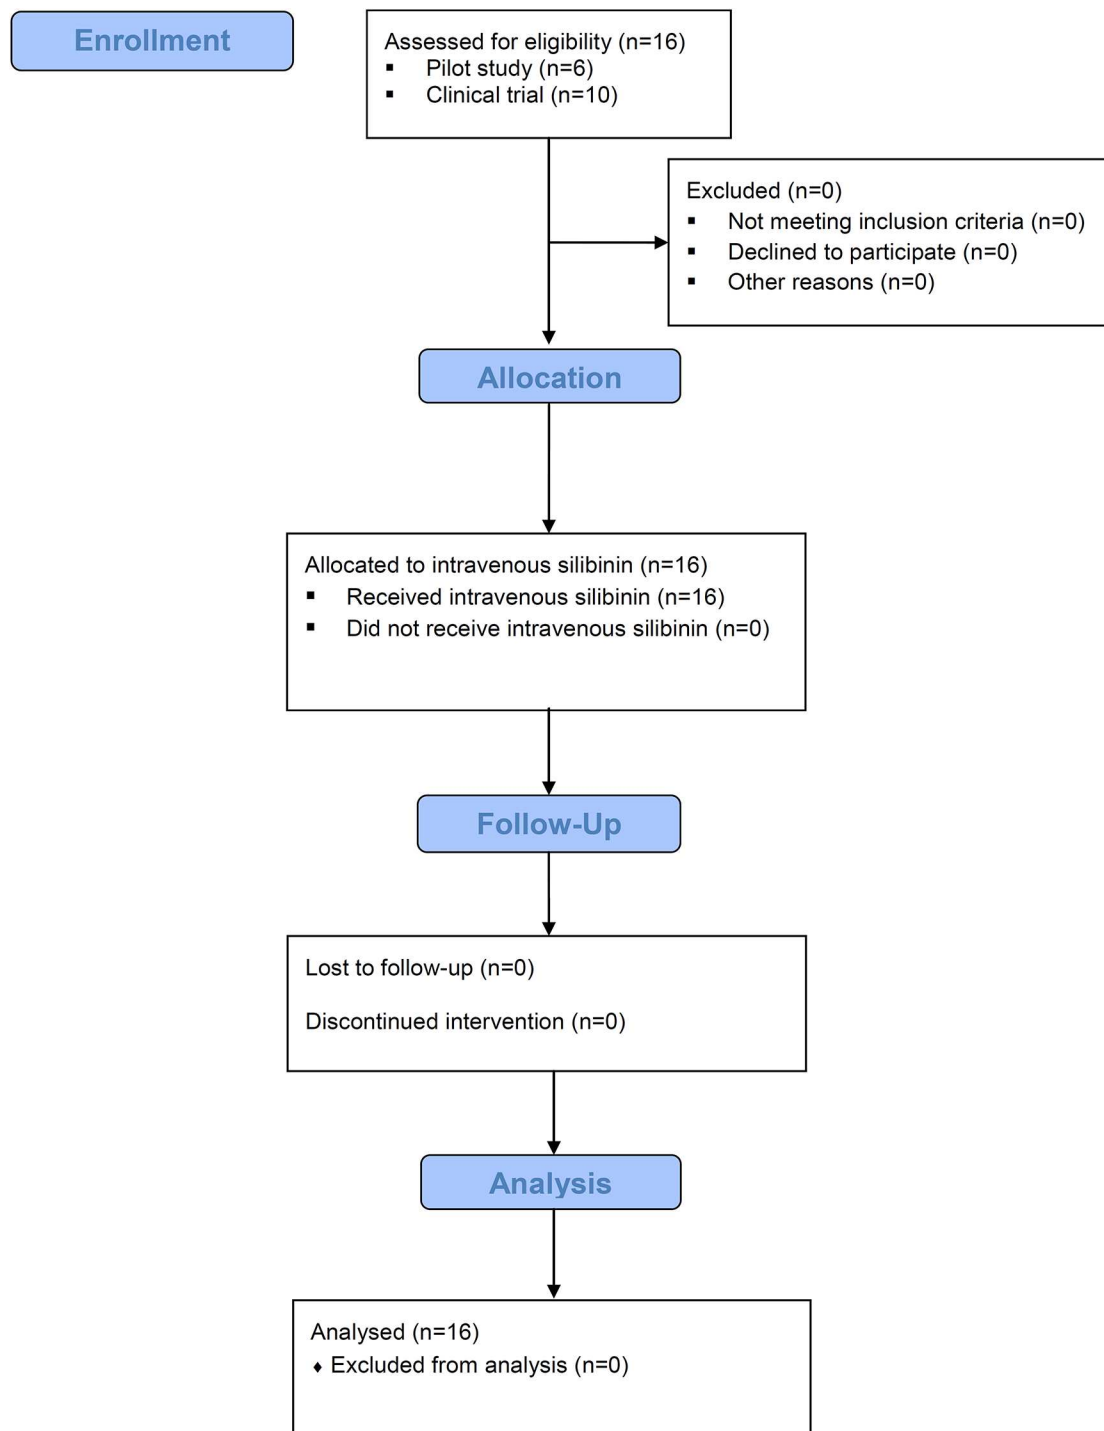 Enrollment
Assessed for eligibility (n=16)
▪ Pilot study (n=6)
▪ Clinical trial (n=10)
Excluded (n=0)
▪ Not meeting inclusion criteria (n=0)
▪ Declined to participate (n=0)
▪ Other reasons (n=0)
Allocation
Allocated to intravenous silibinin (n=16)
▪ Received intravenous silibinin (n=16)
▪ Did not receive intravenous silibinin (n=0)
Follow-Up
Lost to follow-up (n=0)
Discontinued intervention (n=0)
Analysis
Analysed (n=16)
♦ Excluded from analysis (n=0)